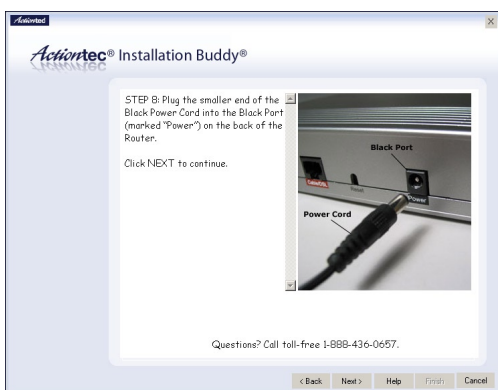 Actiontec
X
Actiontec® Installation Buddy®
STEP 8: Plug the smaller end of the
Black Power Cord into the Black Port
(marked "Power") on the back of the
Router.
Click NEXT to continue.
Black Port
Cable/DSL
Reset
Power
Power Cord
Questions? Call toll-free 1-888-436-0657.
< Back
Next >
Help
Finish
Cancel